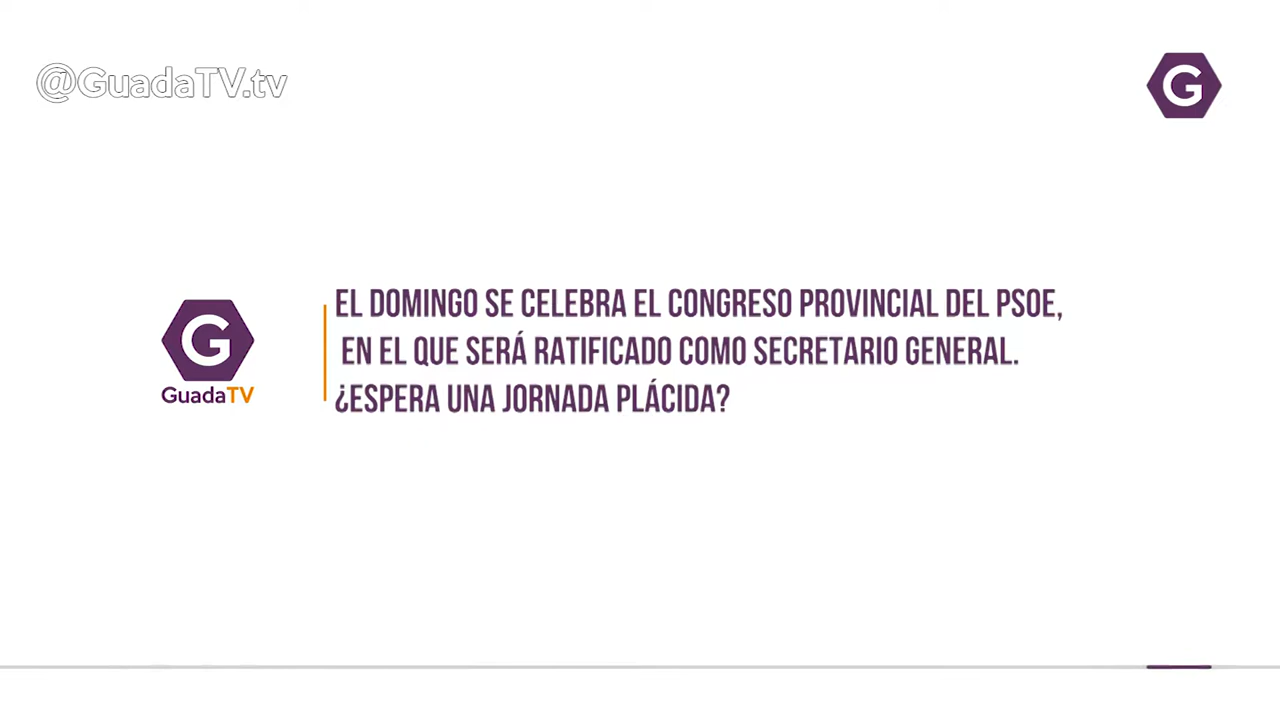 @GuadaTV.tv
G
G
GuadaTV
EL DOMINGO SE CELEBRA EL CONGRESO PROVINCIAL DEL PSOE,
EN EL QUE SERÁ RATIFICADO COMO SECRETARIO GENERAL.
¿ESPERA UNA JORNADA PLÁCIDA?